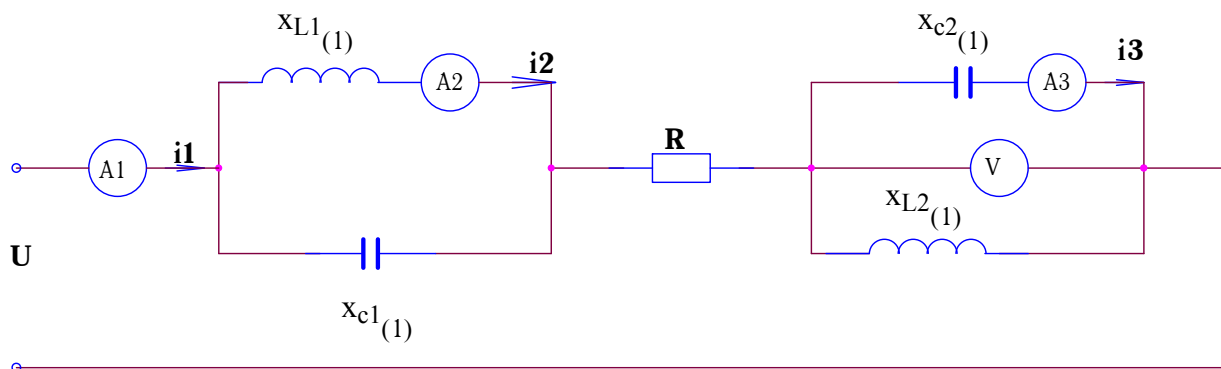 xL1(1)
xc2(1)
i2
i3
A2
A3
R
i1
A1
V
xL2(1)
U
xc1(1)